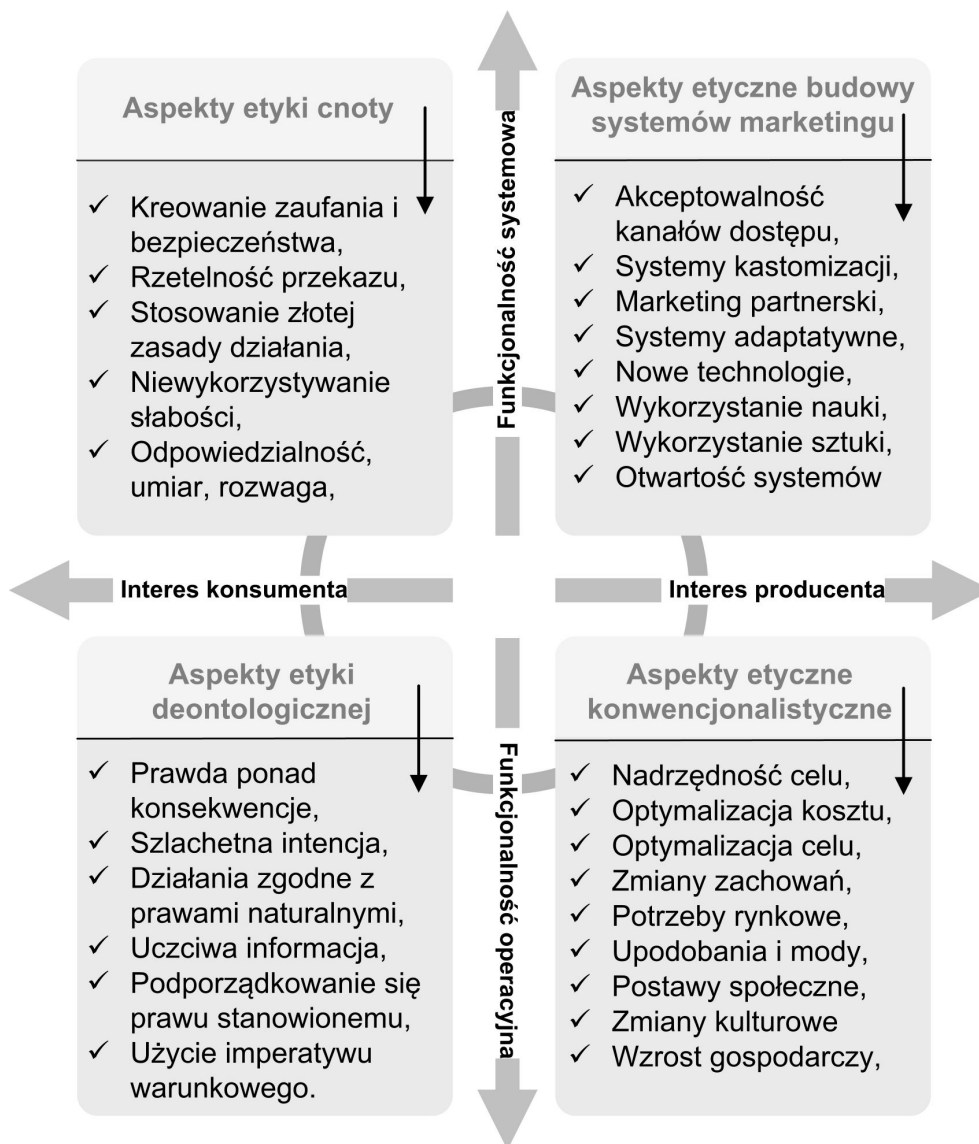 Aspekty etyki cnoty
✓ Kreowanie zaufania i
bezpieczeństwa,
✓ Rzetelność przekazu,
✓ Stosowanie złotej
zasady działania,
✓ Niewykorzystywanie
słabości,
✓ Odpowiedzialność,
umiar, rozwaga,
Funkcjonalność systemowa
Aspekty etyczne budowy
systemów marketingu
✓ Akceptowalność
kanałów dostępu,
✓ Systemy kastomizacji,
✓ Marketing partnerski,
✓ Systemy adaptatywne,
✓ Nowe technologie,
✓ Wykorzystanie nauki,
✓ Wykorzystanie sztuki,
✓ Otwartość systemów
Interes konsumenta
Interes producenta
Aspekty etyki
deontologicznej
✓ Prawda ponad
konsekwencje,
✓ Szlachetna intencja,
✓ Działania zgodne z
prawami naturalnymi,
✓ Uczciwa informacja,
✓ Podporządkowanie się
prawu stanowionemu,
✓ Użycie imperatywu
warunkowego.
Funkcjonalność operacyjna
Aspekty etyczne
konwencjonalistyczne
✓ Nadrzędność celu,
✓ Optymalizacja kosztu,
✓ Optymalizacja celu,
✓ Zmiany zachowań,
✓ Potrzeby rynkowe,
✓ Upodobania i mody,
✓ Postawy społeczne,
✓ Zmiany kulturowe
✓ Wzrost gospodarczy,